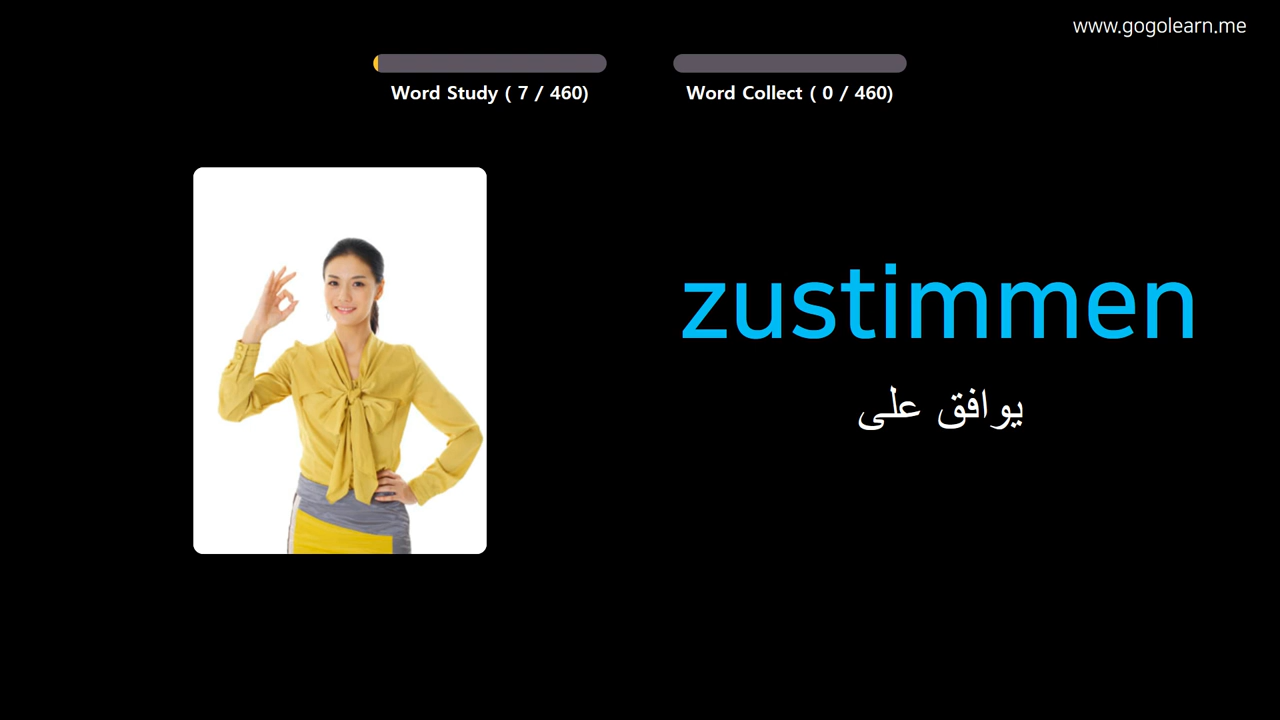 www.gogolearn.me
Word Study ( 7 / 460)
Word Collect ( 0 / 460)
zustimmen
يوافق على